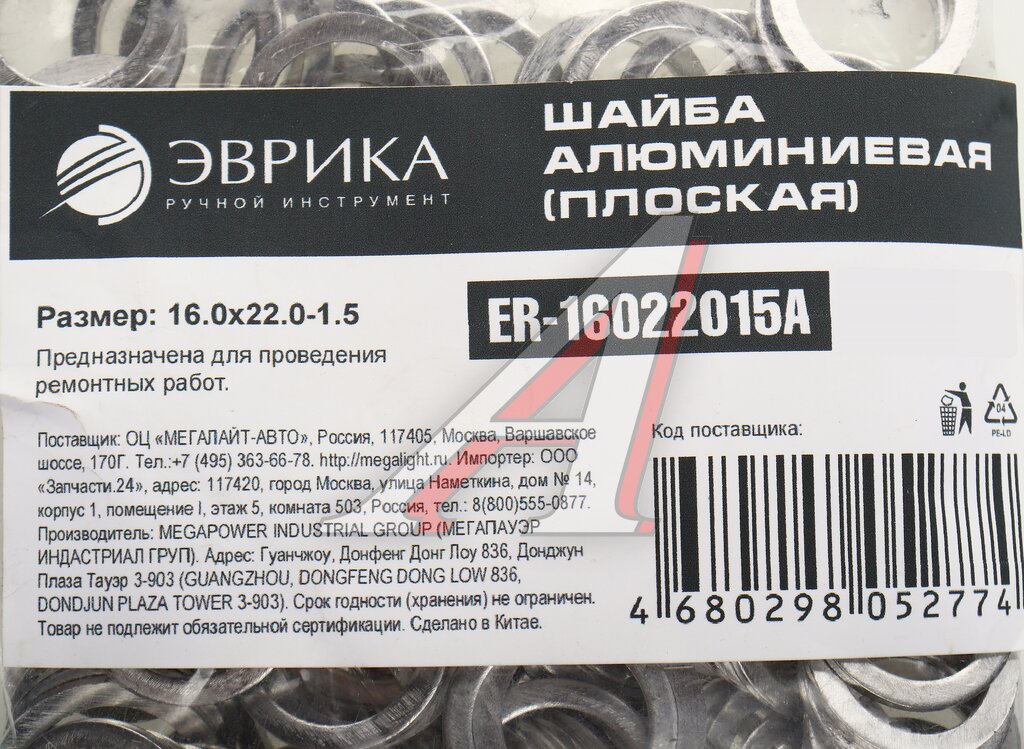 ЭВРИКА
РУЧНОЙ ИНСТРУМЕНТ
ШАЙБА
АЛЮМИНИЕВАЯ
(ПЛОСКАЯ)
Размер: 16.0x22.0-1.5
ER-16022015A
Предназначена для проведения
ремонтных работ.
Поставщик: ОЦ «МЕГАЛАЙТ-АВТО», Россия, 117405, Москва, Варшавское
шоссе, 170Г. Тел.:+7 (495) 363-66-78. http://megalight.ru. Импортер: ООО
«Запчасти.24», адрес: 117420, город Москва, улица Наметкина, дом № 14,
корпус 1, помещение I, этаж 5, комната 503, Россия, тел.: 8(800)555-0877.
Производитель: MEGAPOWER INDUSTRIAL GROUP (МЕГАПАУЭР
ИНДАСТРИАЛ ГРУП). Адрес: Гуанчжоу, Донфенг Донг Лоу 836, Донджун
Плаза Тауэр 3-903 (GUANGZHOU, DONGFENG DONG LOW 836,
DONDJUN PLAZA TOWER 3-903). Срок годности (хранения) не ограничен.
Товар не подлежит обязательной сертификации. Сделано в Китае.
04
PE-LD
Код поставщика:
4 680298 052774